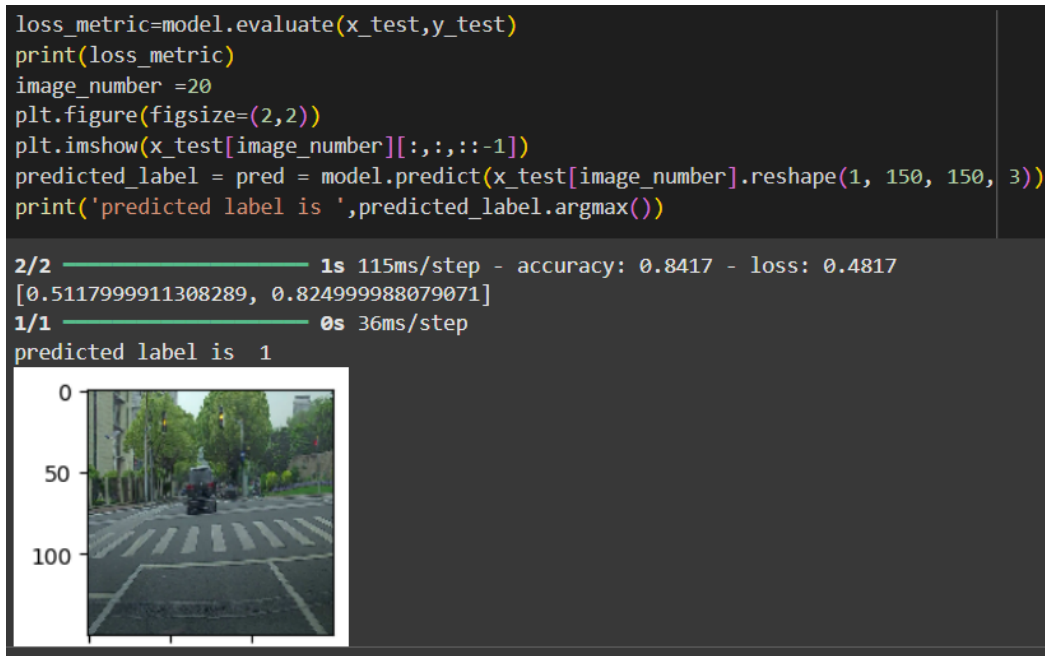 loss_metric=model.evaluate(x_test,y_test)
print(loss_metric)
image_number =20
plt.figure(figsize=(2,2))
plt.imshow(x_test[image_number][:,:,::-1])
predicted_label = pred = model.predict(x_test[image_number].reshape(1, 150, 150, 3))
print('predicted label is ',predicted_label.argmax())
2/2 1s 115ms/step - accuracy: 0.8417 - loss: 0.4817
[0.5117999911308289, 0.824999988079071]
1/1 0s 36ms/step
predicted label is  1
0
50
100